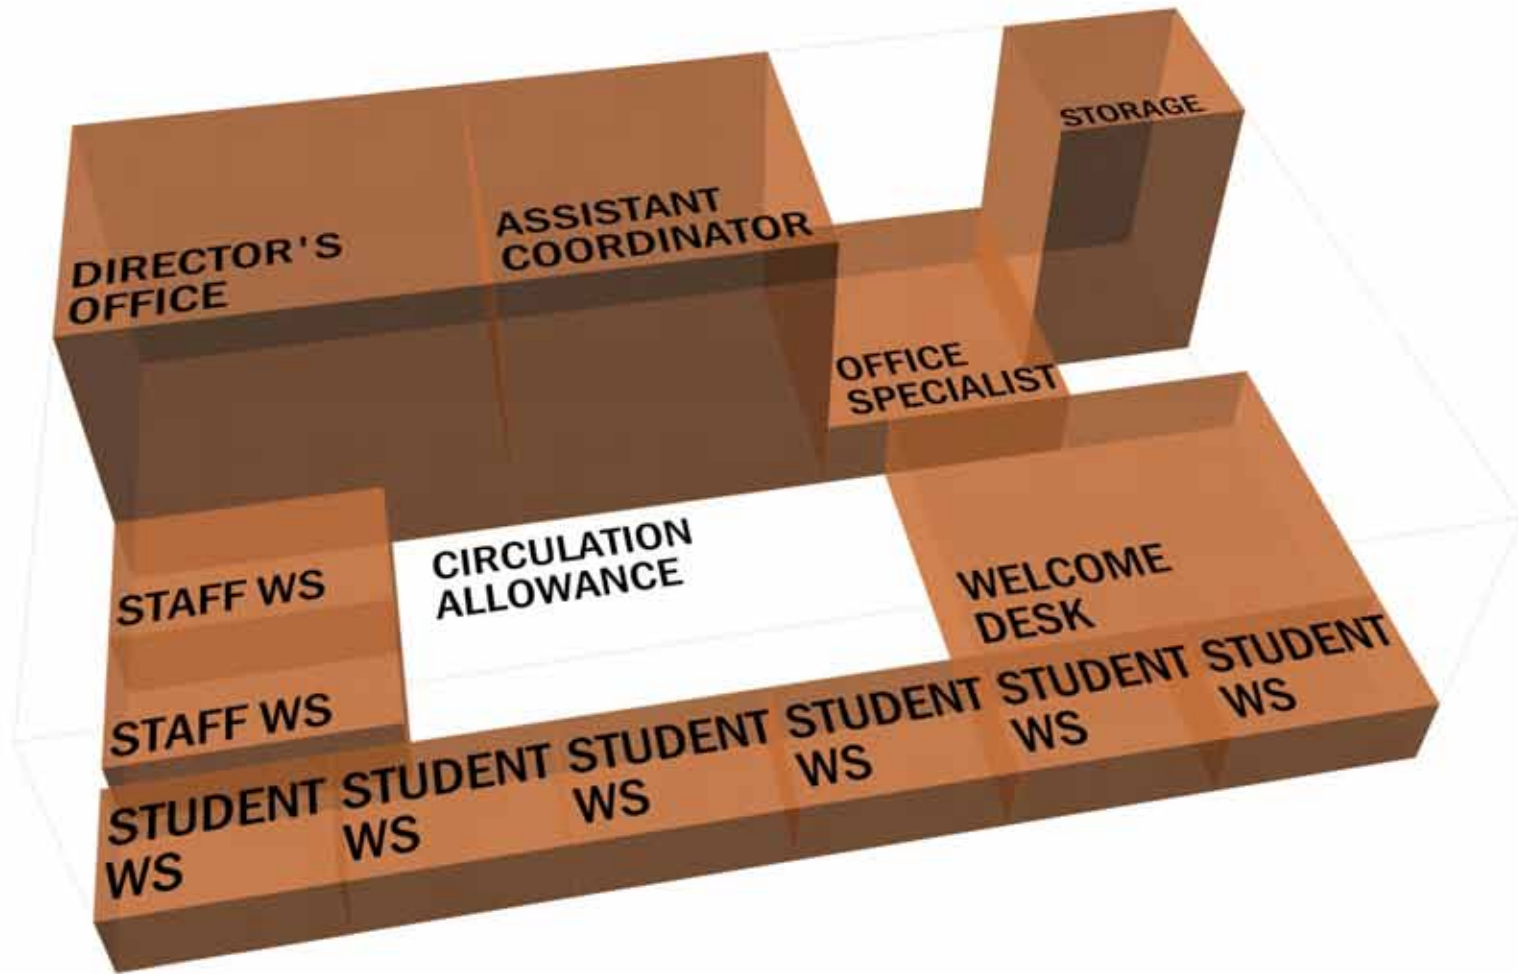 STORAGE
DIRECTOR'S
OFFICE
ASSISTANT
COORDINATOR
OFFICE
SPECIALIST
CIRCULATION
ALLOWANCE
WELCOME
DESK
STAFF WS
STAFF WS
STUDENT
WS
STUDENT
WS
STUDENT
WS
STUDENT
WS
STUDENT
WS
STUDENT
WS